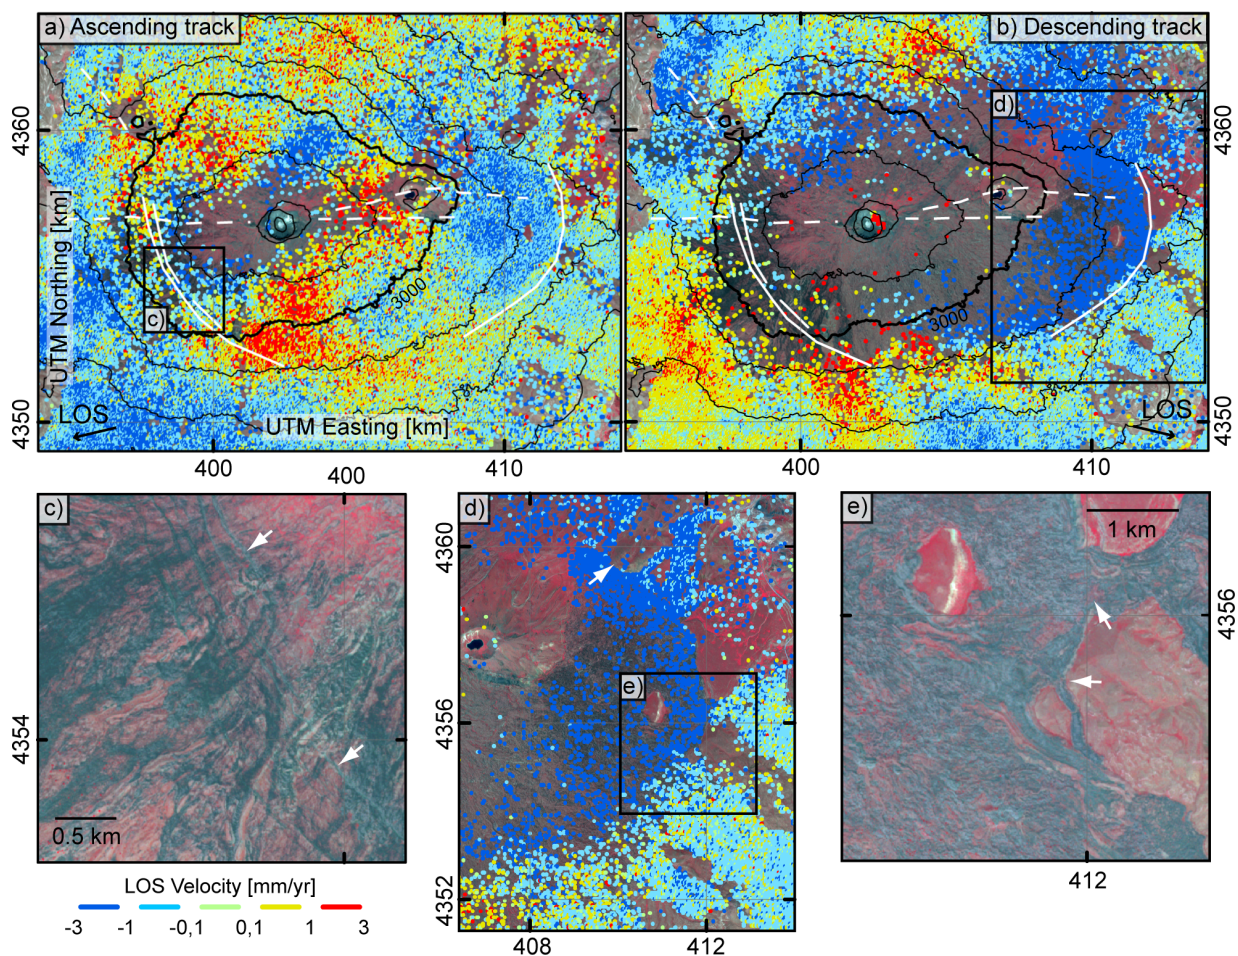 a) Ascending track
b) Descending track
d)
4360
4360
UTM Northing [km]
c)
3000
3000
4350
4350
LOS
UTM Easting [km]
LOS
400
400
410
400
410
c)
4354
0.5 km
d)
4360
e)
4356
4352
408
412
e)
1 km
4356
412
LOS Velocity [mm/yr]
-3 -1 -0,1 0,1 1 3